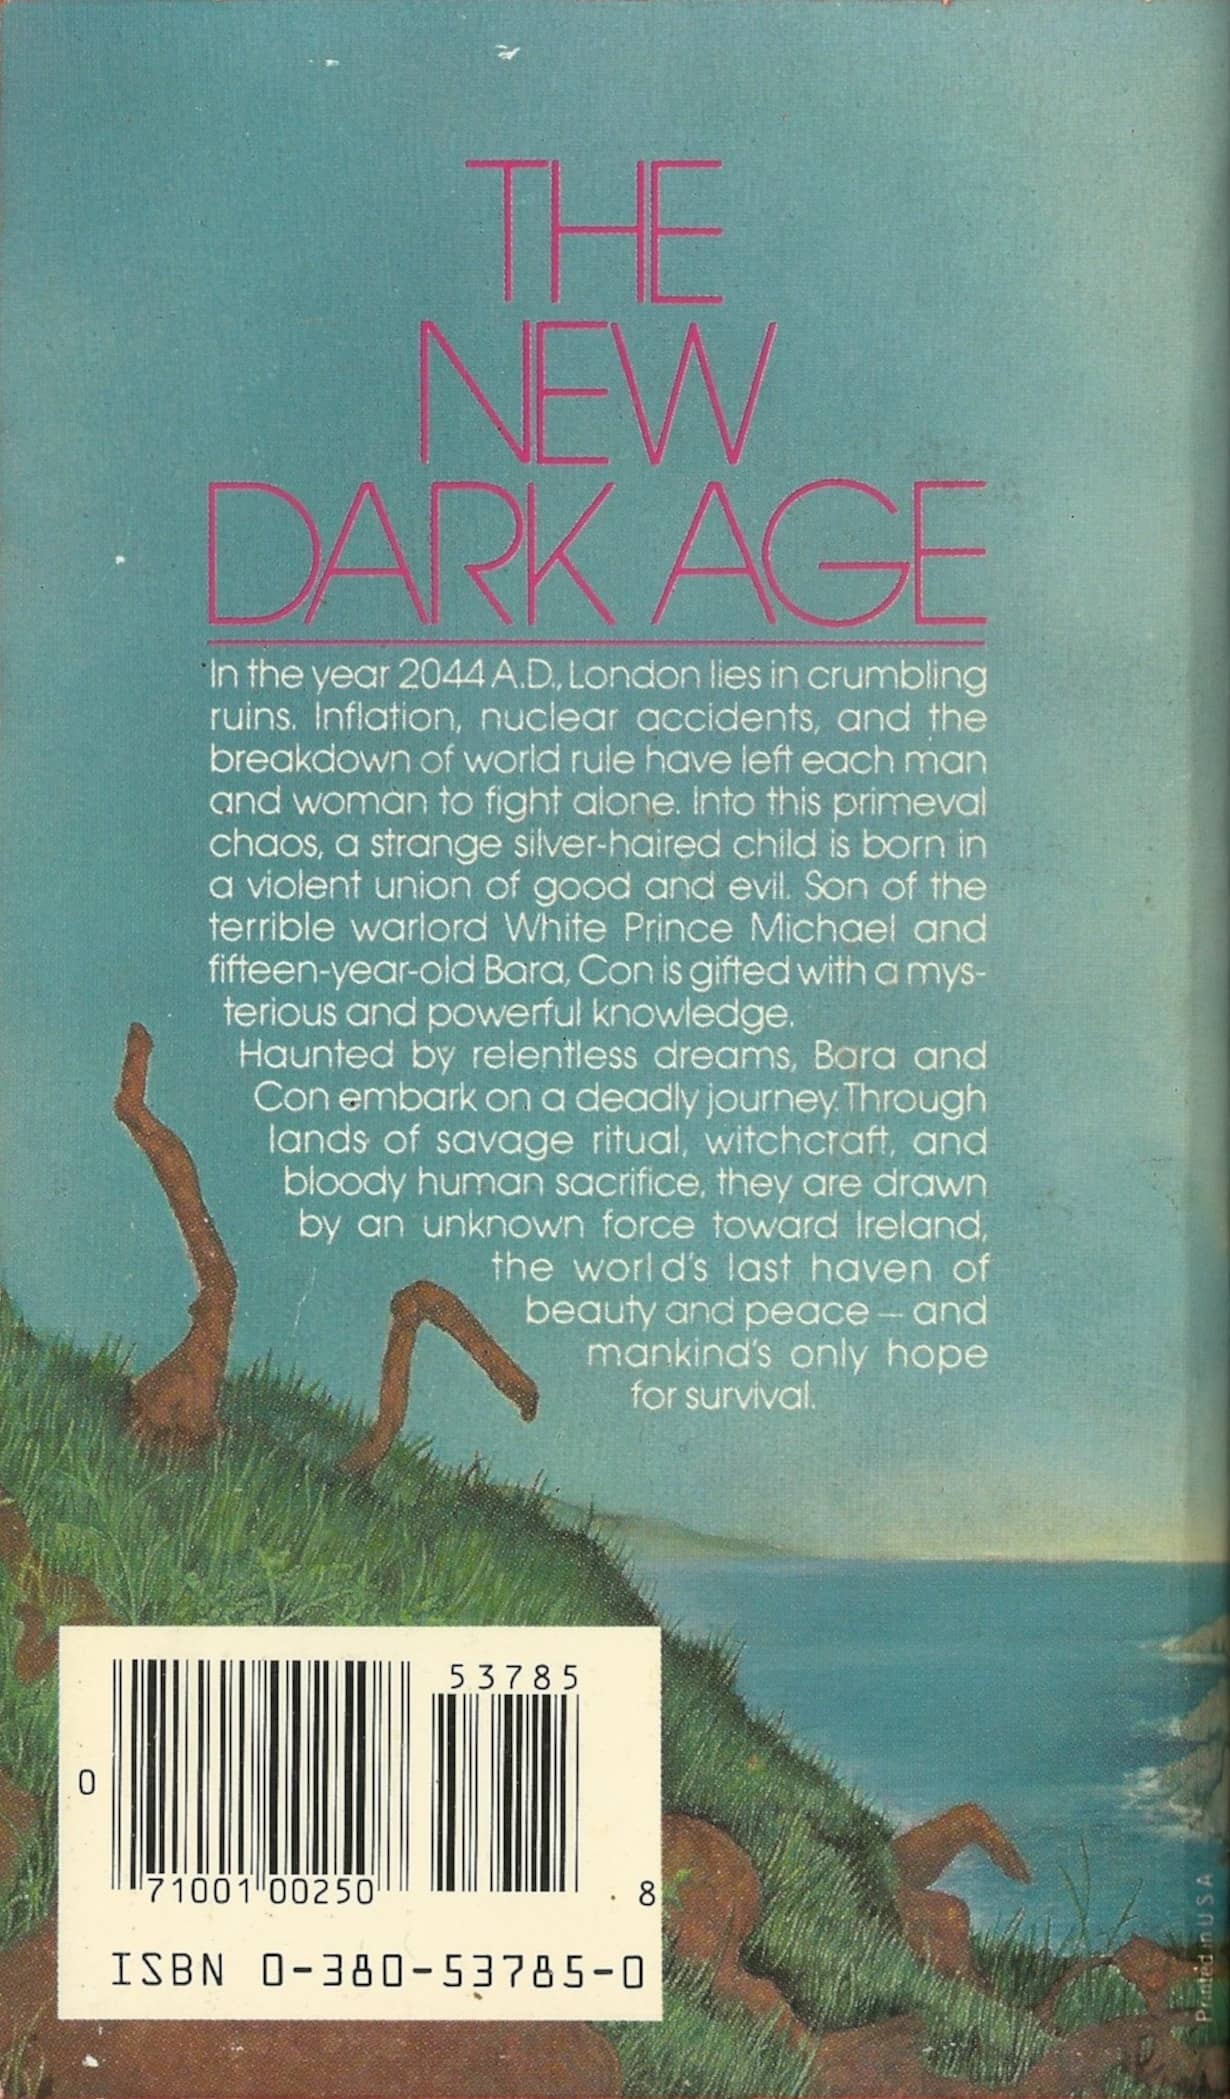 THE
NEW
DARK AGE
In the year 2044 A.D., London lies in crumbling
ruins. Inflation, nuclear accidents, and the
breakdown of world rule have left each man
and woman to fight alone. Into this primeval
chaos, a strange silver-haired child is born in
a violent union of good and evil. Son of the
terrible warlord White Prince Michael and
fifteen-year-old Bara, Con is gifted with a mys-
terious and powerful knowledge.
Haunted by relentless dreams, Bara and
Con embark on a deadly journey. Through
lands of savage ritual, witchcraft, and
bloody human sacrifice, they are drawn
by an unknown force toward Ireland,
the world's last haven of
beauty and peace — and
mankind's only hope
for survival.
53785
0
71001 00250
8
ISBN 0-380-53785-0
Printed in USA